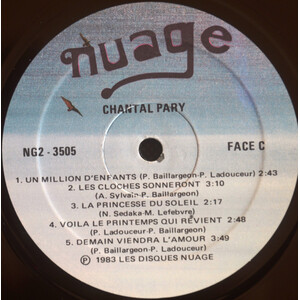 nuage
CHANTAL PARY
NG2 - 3505 FACE C
1. UN MILLION D'ENFANTS (P. Baillargeon-P. Ladouceur) 2:43
2. LES CLOCHES SONNERONT 3:10
(A. Sylvain - P. Baillargeon)
3. LA PRINCESSE DU SOLEIL 2:17
(N. Sedaka - M. Lefebvre)
4. VOILA LE PRINTEMPS QUI REVIENT 2:48
(P. Ladouceur-P. Baillargeon)
5. DEMAIN VIENDRA L'AMOUR 3:49
(P. Baillargeon-P. Ladouceur)
℗ 1983 LES DISQUES NUAGE